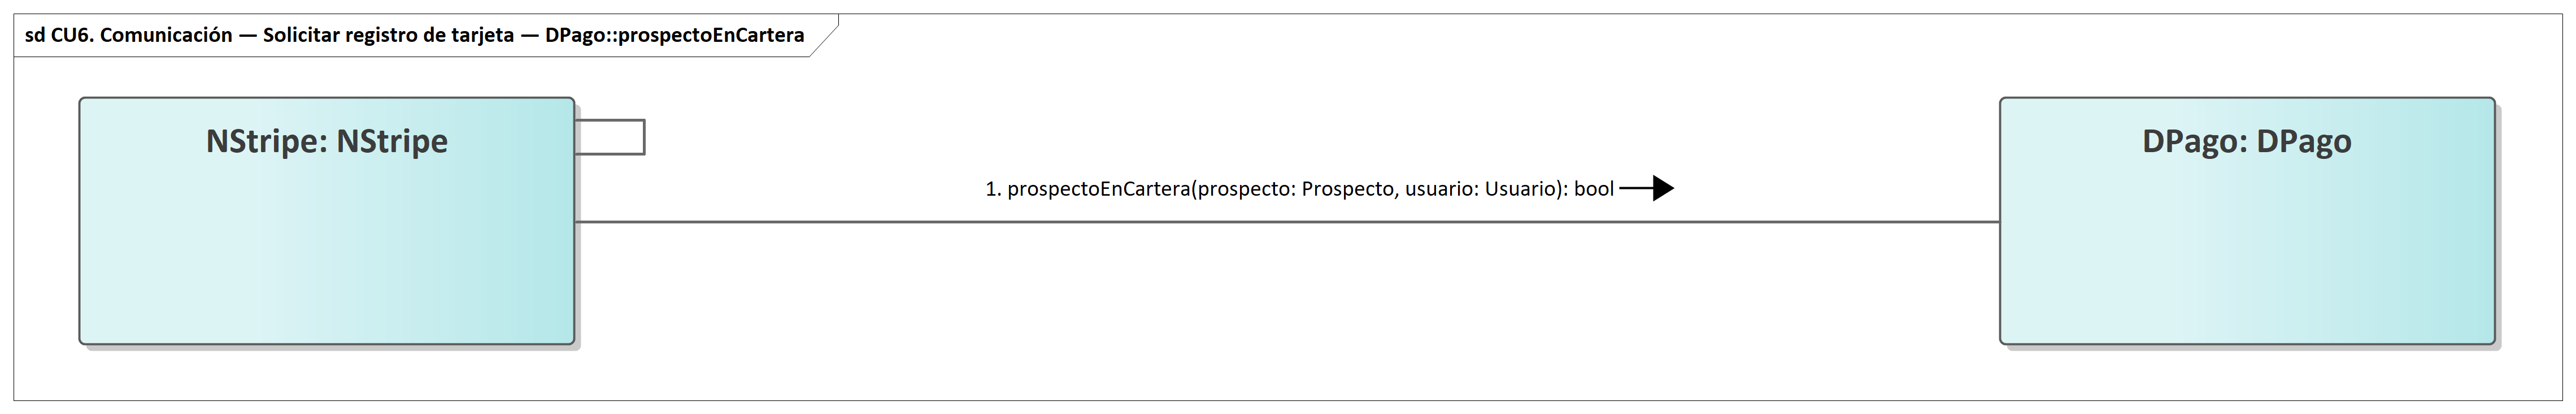 sd CU6. Comunicación — Solicitar registro de tarjeta — DPago::prospectoEnCartera
NStripe: NStripe
DPago: DPago
1. prospectoEnCartera(prospecto: Prospecto, usuario: Usuario): bool